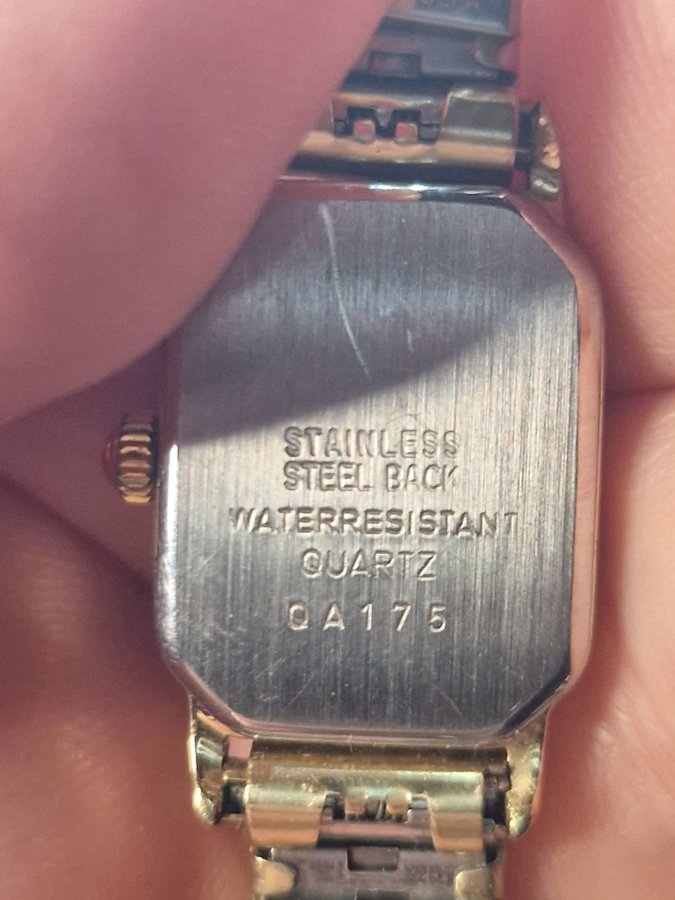 STAINLESS
STEEL BACK
WATERRESISTANT
QUARTZ
QA175